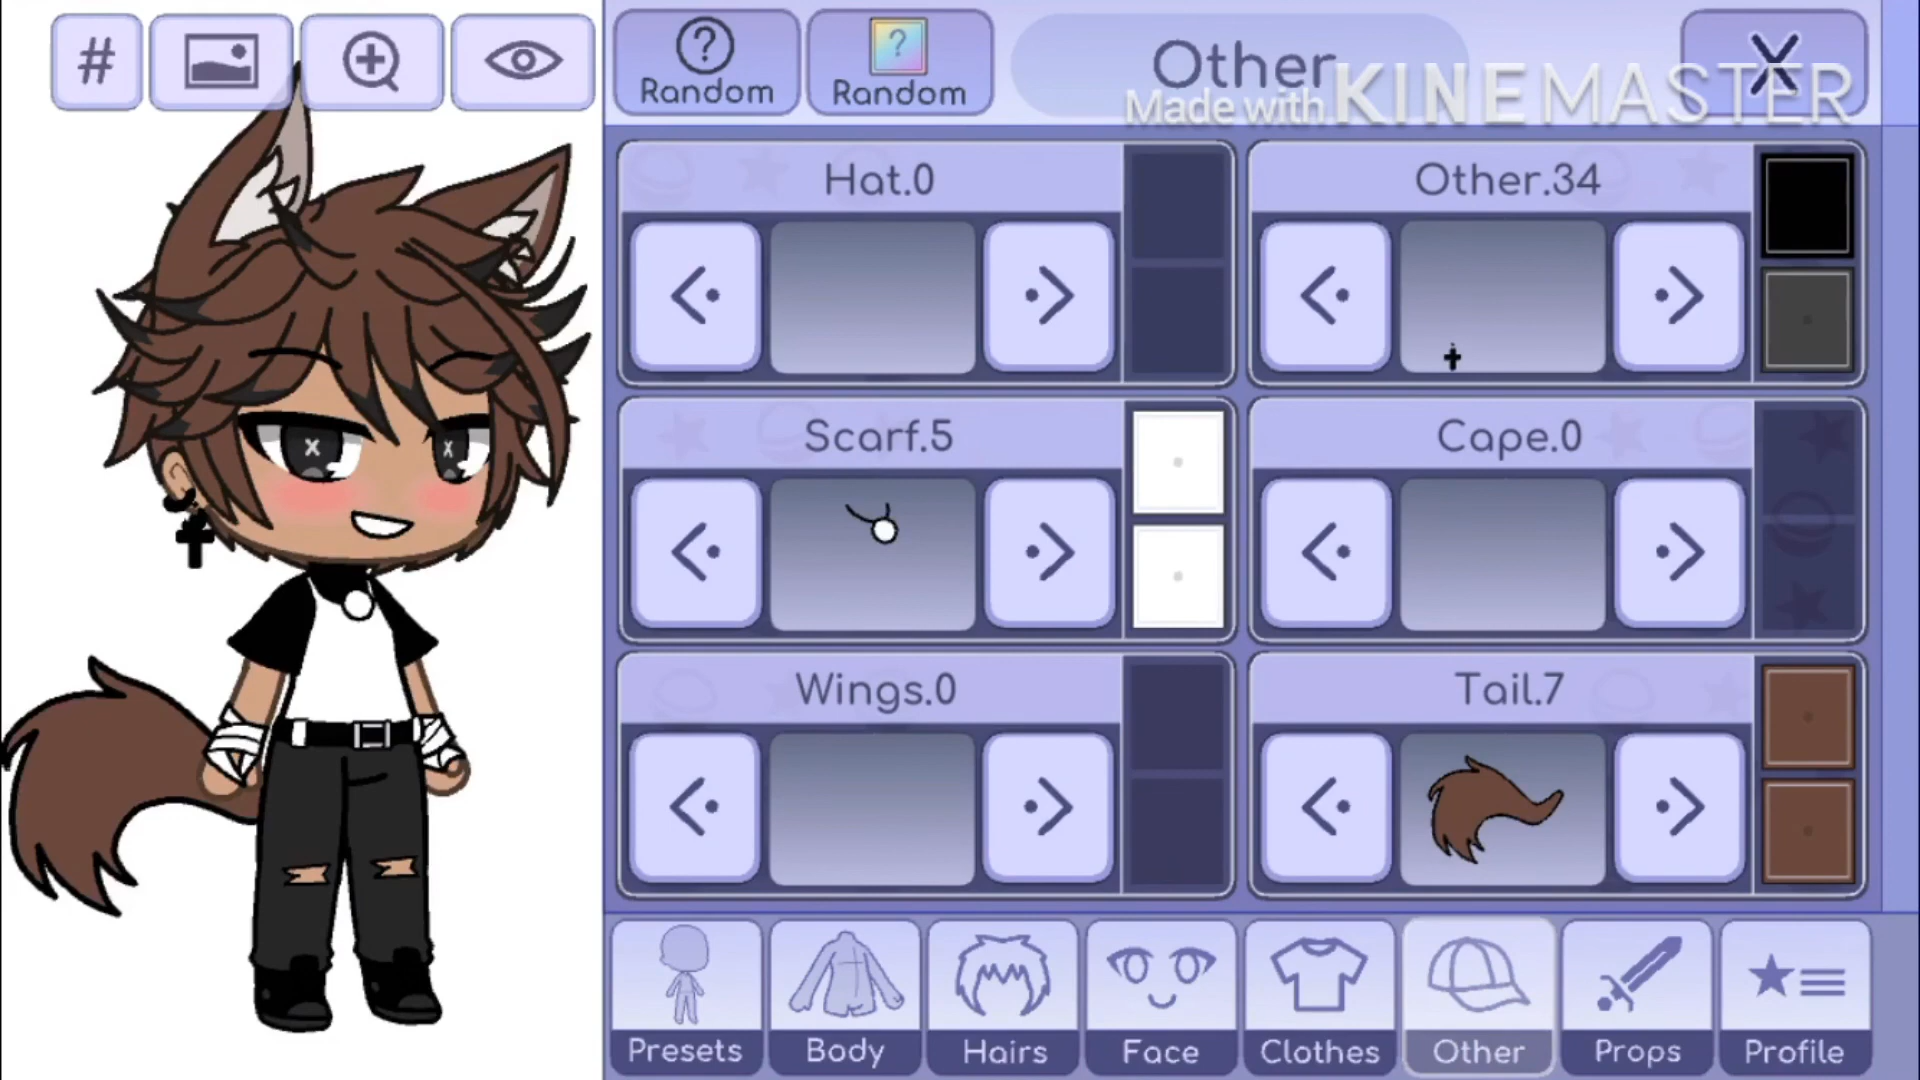 #
Random
Random
Other
X
Made with KINEMASTER
Hat.0
Other.34
Scarf.5
Cape.0
Wings.0
Tail.7
Presets
Body
Hairs
Face
Clothes
Other
Props
Profile